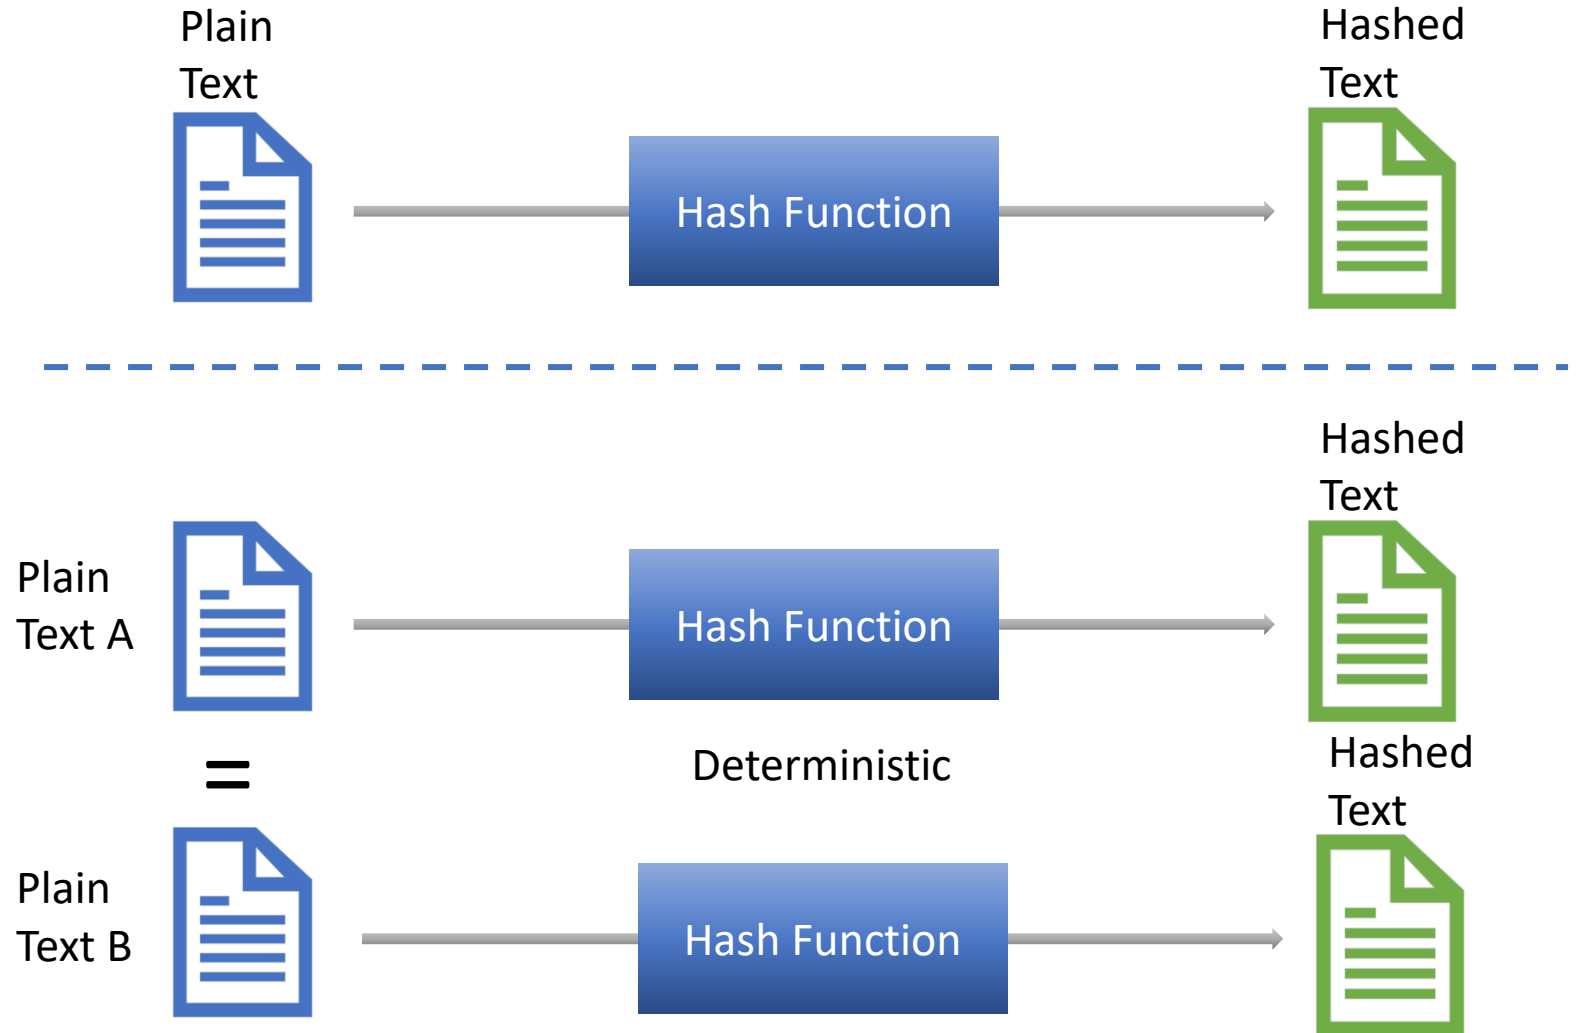 Plain
Text
Hash Function
Hashed
Text
Plain
Text A
Hash Function
Hashed
Text
=
Deterministic
Plain
Text B
Hash Function
Hashed
Text